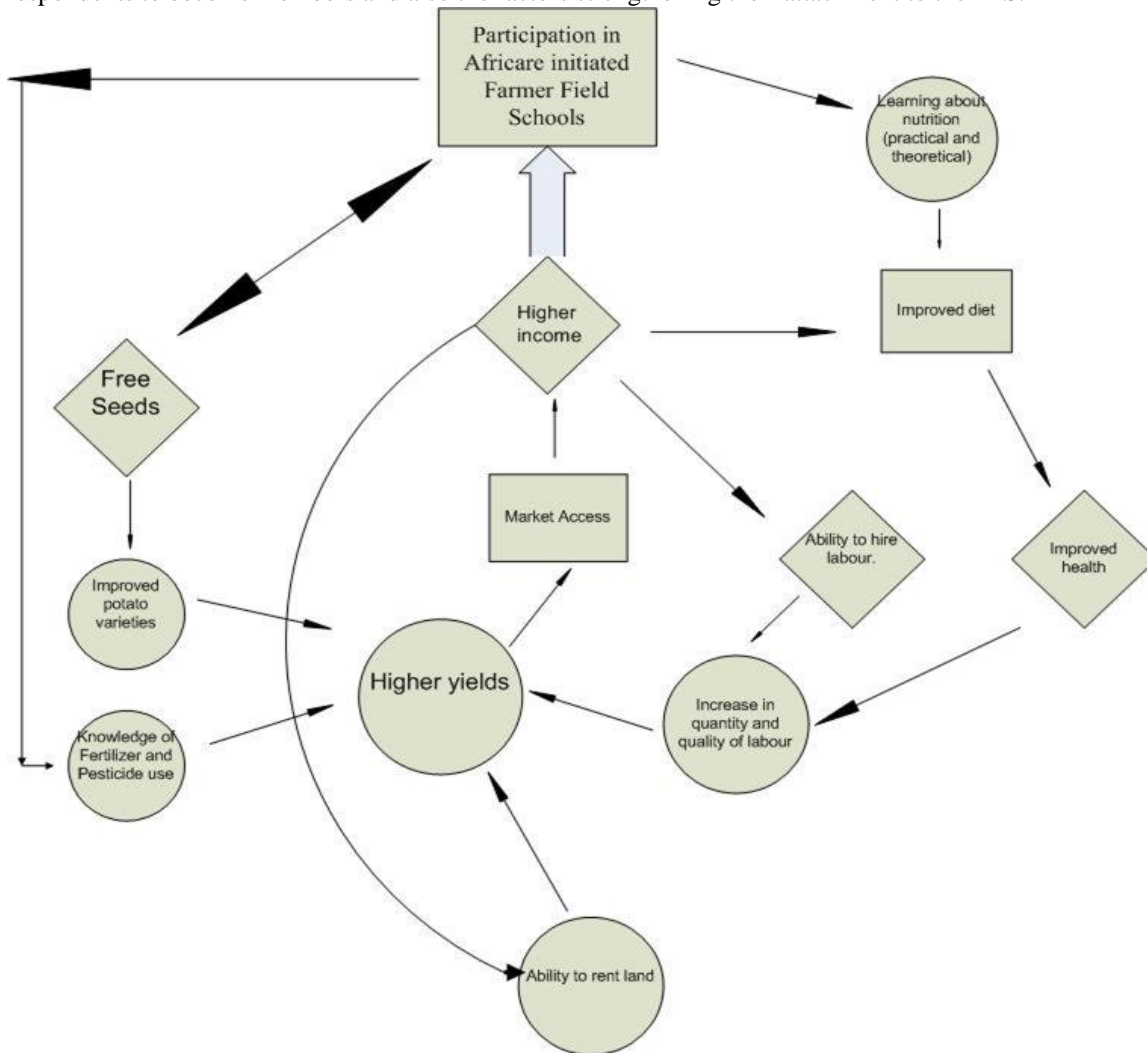 Participation in
Africare initiated
Farmer Field
Schools
Learning about
nutrition
(practical and
theoretical)
Higher
income
Improved diet
Free
Seeds
Market Access
Ability to hire
labour.
Improved
health
Improved
potato
varieties
Higher yields
Increase in
quantity and
quality of labour
Knowledge of
Fertilizer and
Pesticide use
Ability to rent land